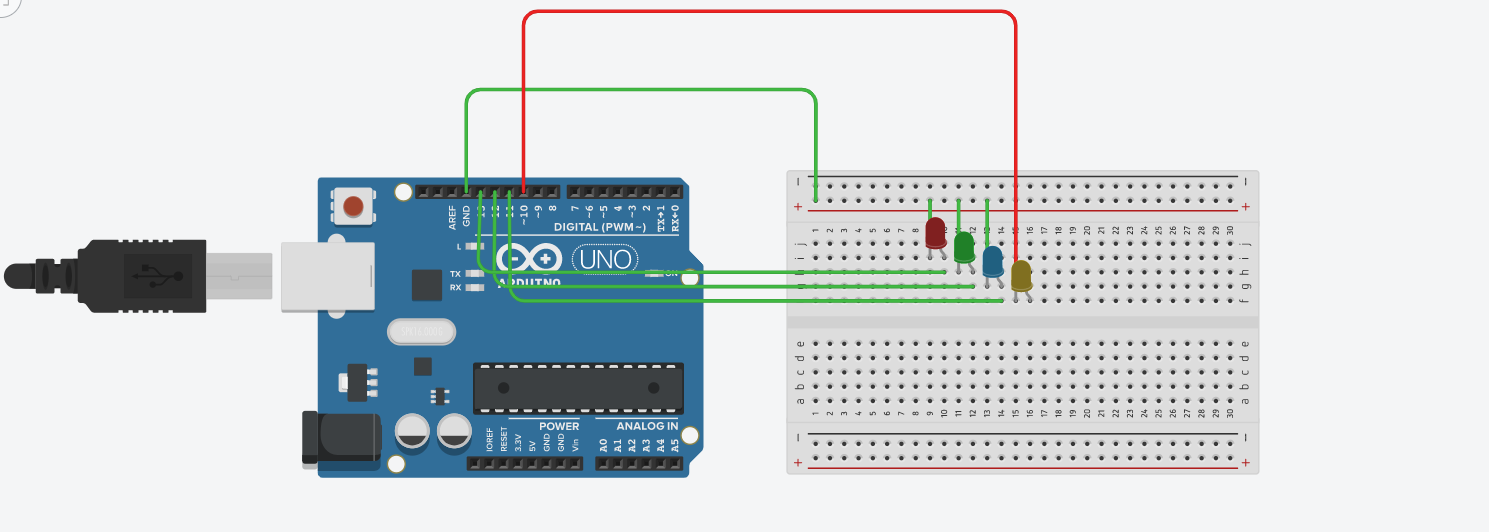 AREF
GND
13
12
11
~10
~9
8
7
~6
~5
4
~3
2
TX→1
RX←0
DIGITAL (PWM~)
L
TX
RX
UNO
ON
ARDUINO
IOREF
RESET
3.3V
5V
GND
GND
Vin
POWER
ANALOG IN
A0
A1
A2
A3
A4
A5
− −
+ +
1 2 3 4 5 6 7 8 9 10 11 12 13 14 15 16 17 18 19 20 21 22 23 24 25 26 27 28 29 30
j j
i i
h h
g g
f f
e e
d d
c c
b b
a a
1 2 3 4 5 6 7 8 9 10 11 12 13 14 15 16 17 18 19 20 21 22 23 24 25 26 27 28 29 30
− −
+ +